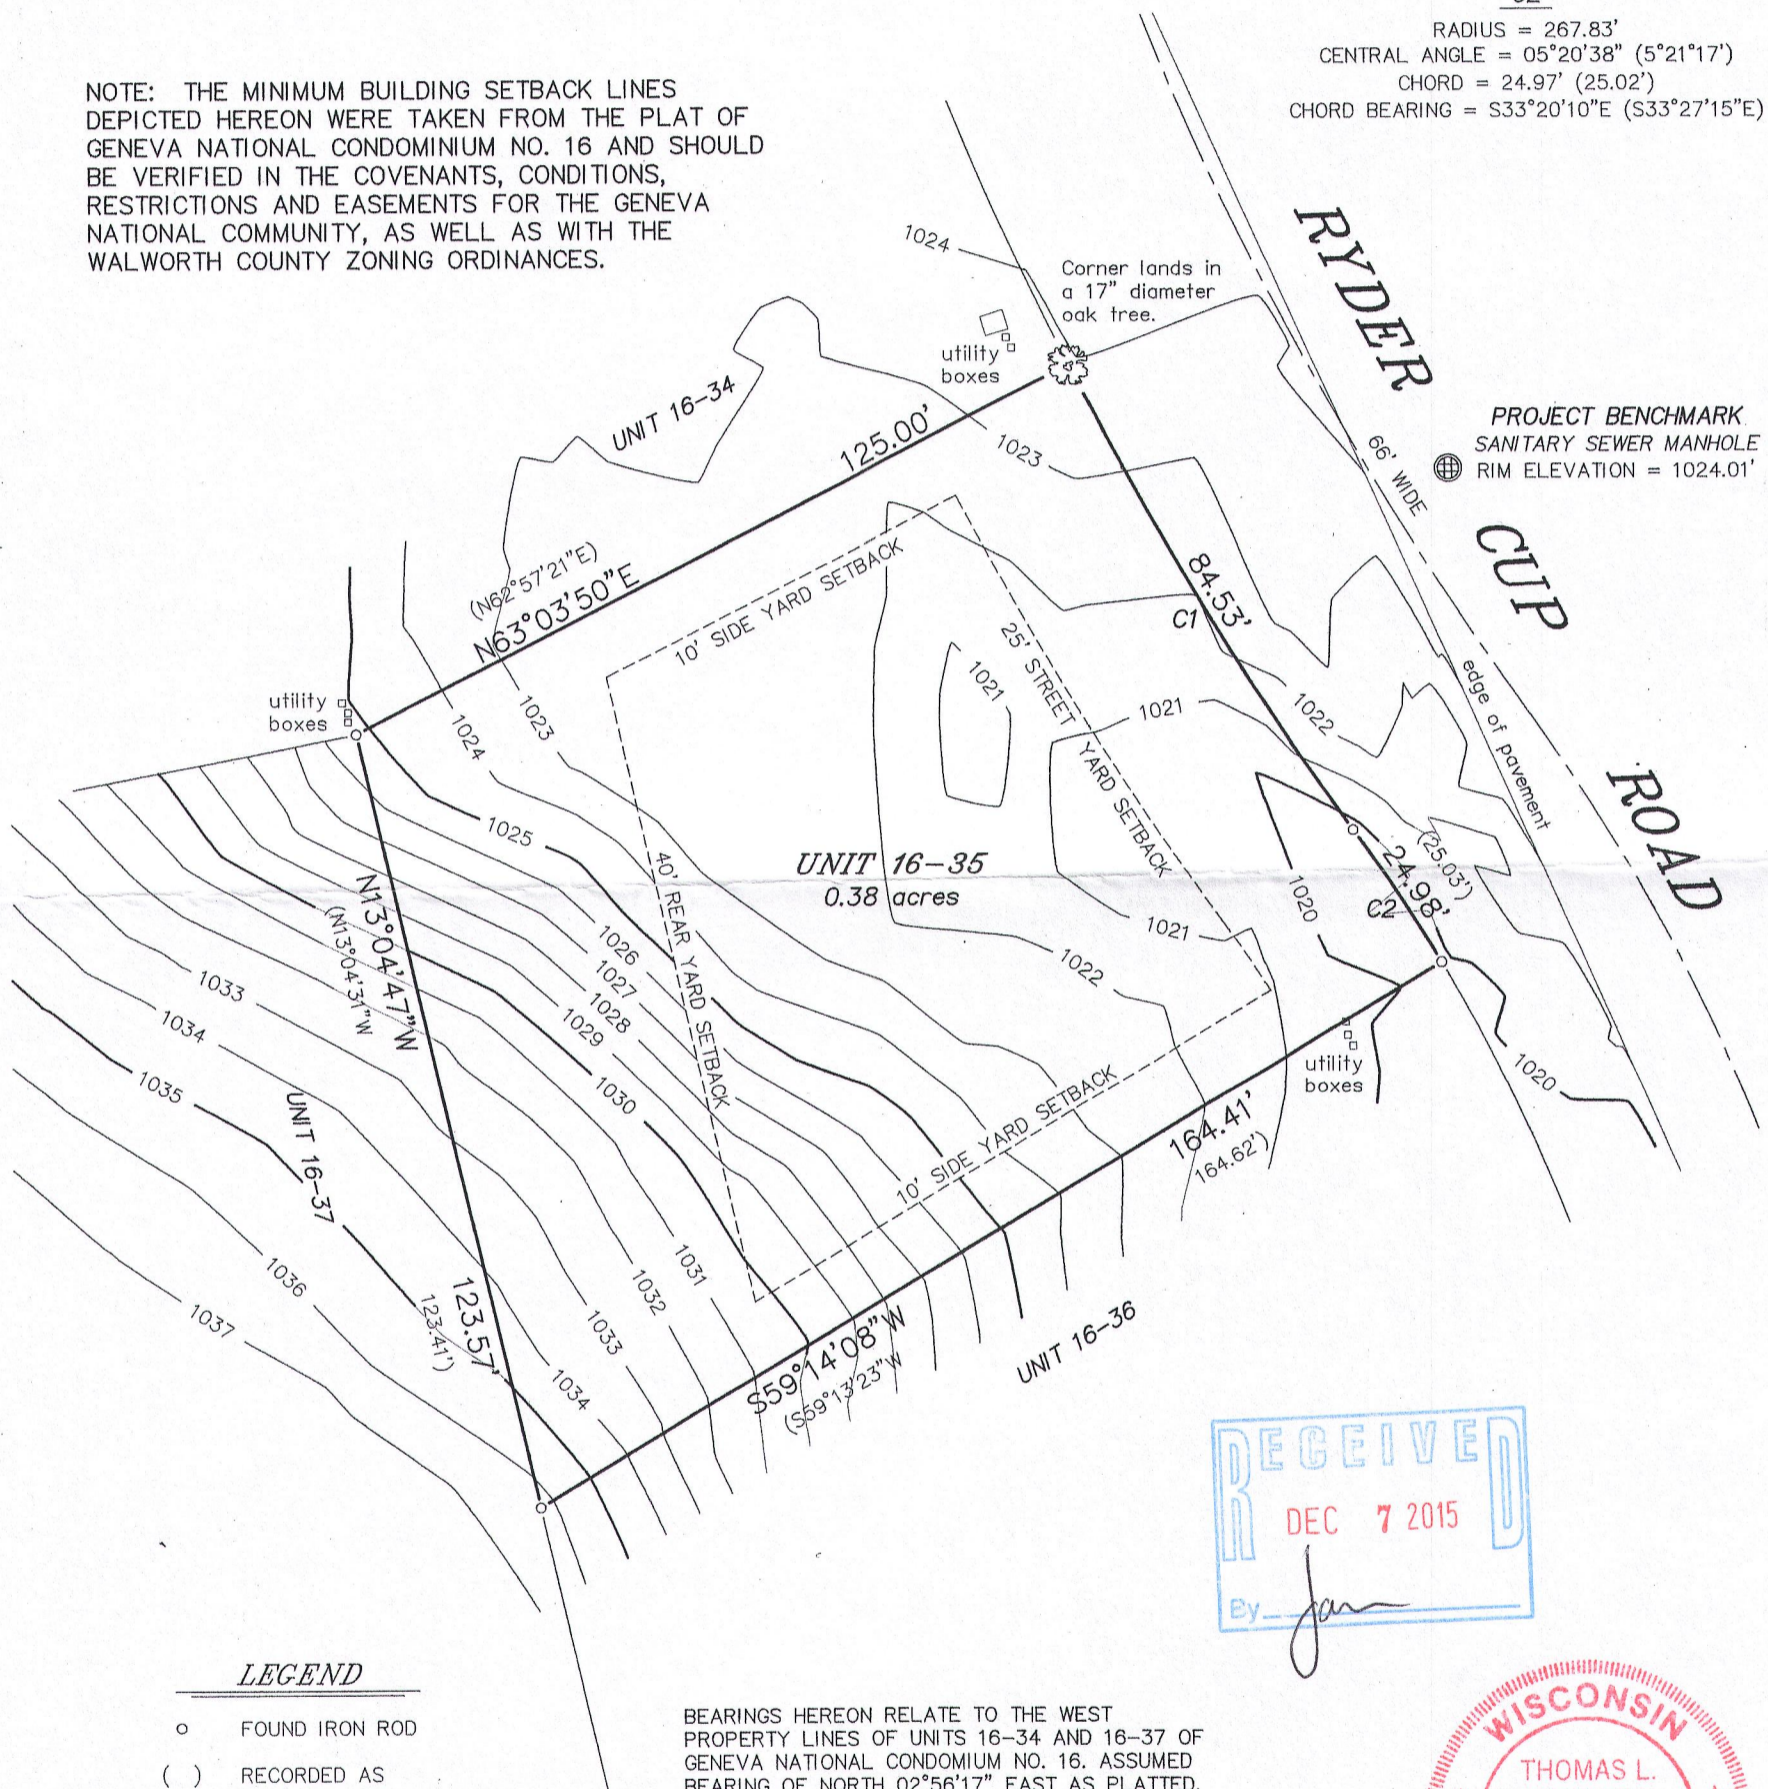 C2
RADIUS = 267.83'
CENTRAL ANGLE = 05°20'38" (5°21°17')
CHORD = 24.97' (25.02')
CHORD BEARING = S33°20'10"E (S33°27'15"E)
NOTE: THE MINIMUM BUILDING SETBACK LINES
DEPICTED HEREON WERE TAKEN FROM THE PLAT OF
GENEVA NATIONAL CONDOMINIUM NO. 16 AND SHOULD
BE VERIFIED IN THE COVENANTS, CONDITIONS,
RESTRICTIONS AND EASEMENTS FOR THE GENEVA
NATIONAL COMMUNITY, AS WELL AS WITH THE
WALWORTH COUNTY ZONING ORDINANCES.
RYDER CUP ROAD
66' WIDE
edge of pavement
PROJECT BENCHMARK
SANITARY SEWER MANHOLE
RIM ELEVATION = 1024.01'
1024
Corner lands in
a 17" diameter
oak tree.
utility
boxes
UNIT 16-34
125.00'
1023
(N62°57'21"E)
N63°03'50"E
10' SIDE YARD SETBACK
84.53'
C1
25' STREET YARD SETBACK
1021
1021
1022
utility
boxes
1024
1023
1025
UNIT 16-35
0.38 acres
40' REAR YARD SETBACK
(25.03')
24.98'
C2
1020
1021
1022
N13°04'47"W
(N13°04'31"W
1026
1027
1028
1029
1030
1033
1034
1035
UNIT 16-37
utility
boxes
1020
10' SIDE YARD SETBACK
164.41'
164.62')
1031
1032
1033
1034
1036
1037
123.57'
123.41')
S59°14'08"W
(S59°13'23"W
UNIT 16-36
RECEIVED
DEC 7 2015
By Jan
LEGEND
o FOUND IRON ROD
( ) RECORDED AS
BEARINGS HEREON RELATE TO THE WEST
PROPERTY LINES OF UNITS 16-34 AND 16-37 OF
GENEVA NATIONAL CONDOMIUM NO. 16. ASSUMED
BEARING OF NORTH 02°56'17" EAST AS PLATTED.
WISCONSIN
THOMAS L.